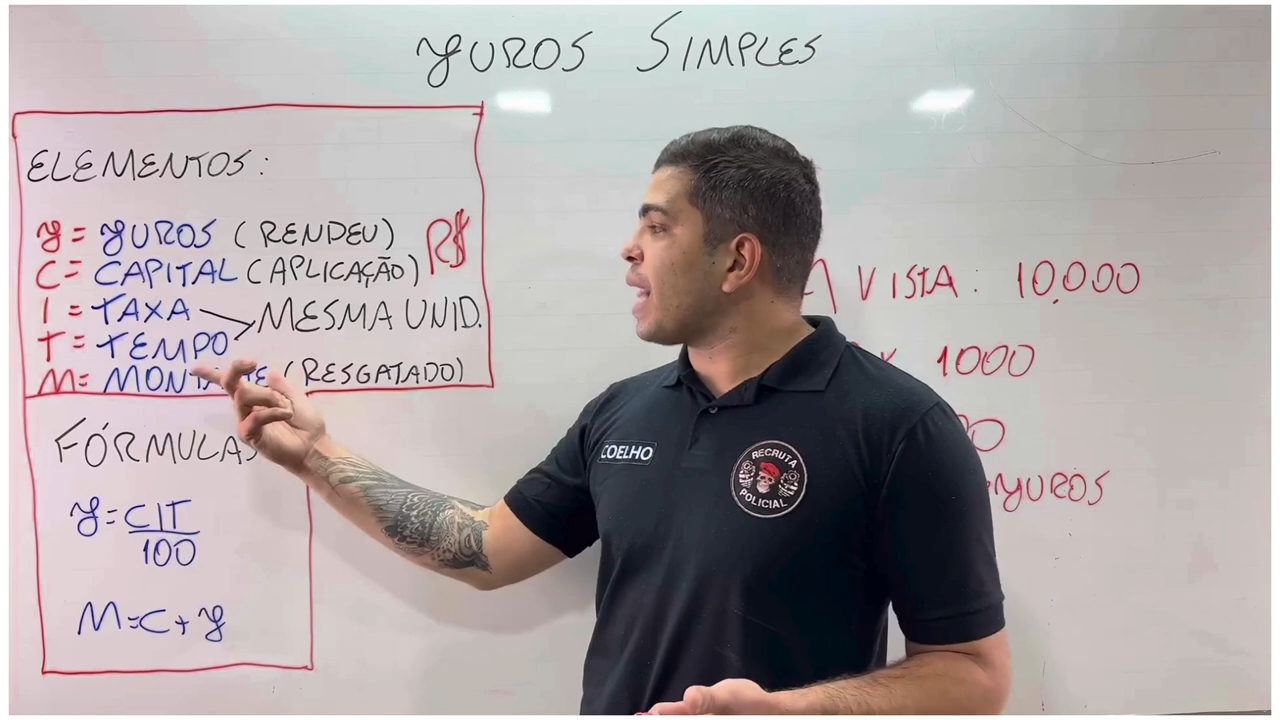 JUROS SIMPLES
ELEMENTOS:
J = JUROS (RENDEU)
C = CAPITAL (APLICAÇÃO) R$
I = TAXA
T = TEMPO
MESMA UNID.
M = (RESGATADO)
FÓRMULAS
J = CIT
100
M = C + J
A VISTA: 10.000
1000
JUROS
COELHO
RECRUTA
POLICIAL